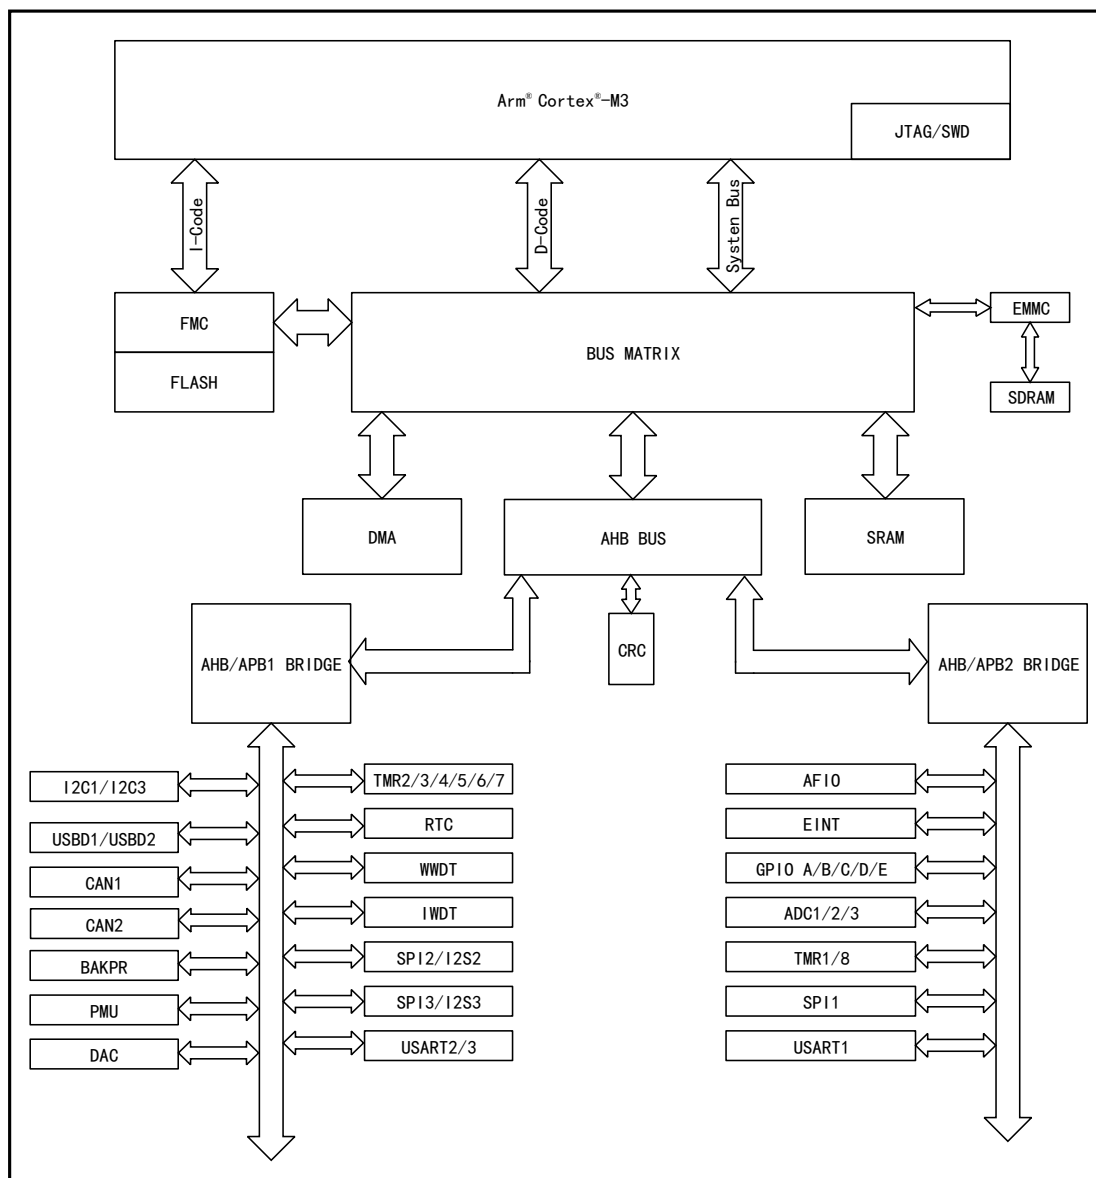 Arm® Cortex®-M3
JTAG/SWD
I-Code
D-Code
Systen Bus
FMC
FLASH
BUS MATRIX
EMMC
SDRAM
DMA
AHB BUS
SRAM
AHB/APB1 BRIDGE
CRC
AHB/APB2 BRIDGE
I2C1/I2C3
USBD1/USBD2
CAN1
CAN2
BAKPR
PMU
DAC
TMR2/3/4/5/6/7
RTC
WWDT
IWDT
SPI2/I2S2
SPI3/I2S3
USART2/3
AFIO
EINT
GPIO A/B/C/D/E
ADC1/2/3
TMR1/8
SPI1
USART1